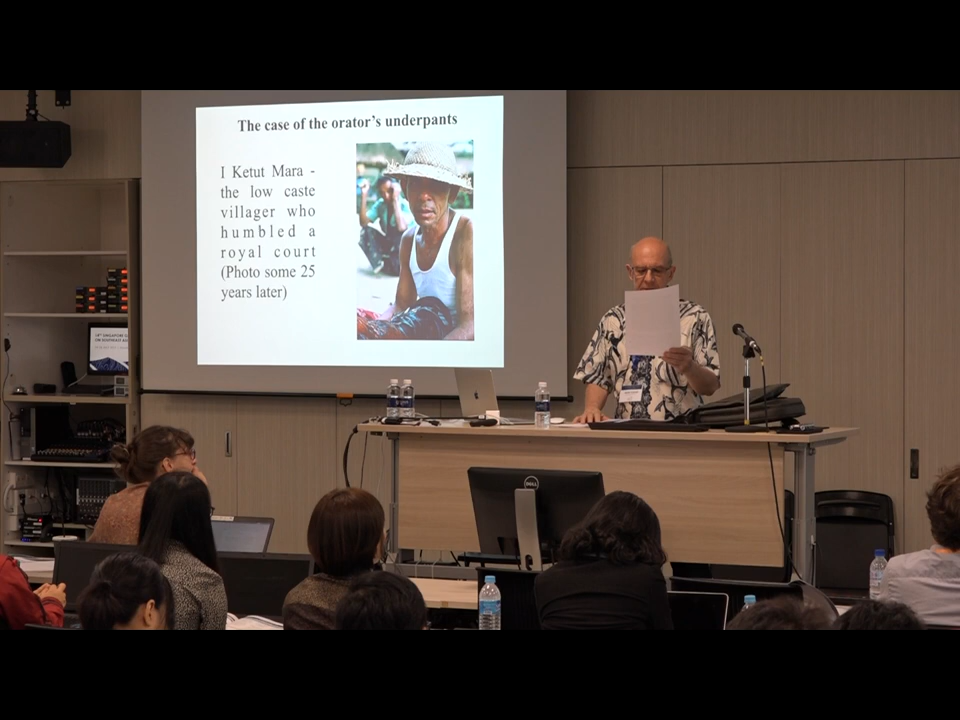 The case of the orator's underpants
I Ketut Mara -
the low caste
villager who
humbled a
royal court
(Photo some 25
years later)
DELL